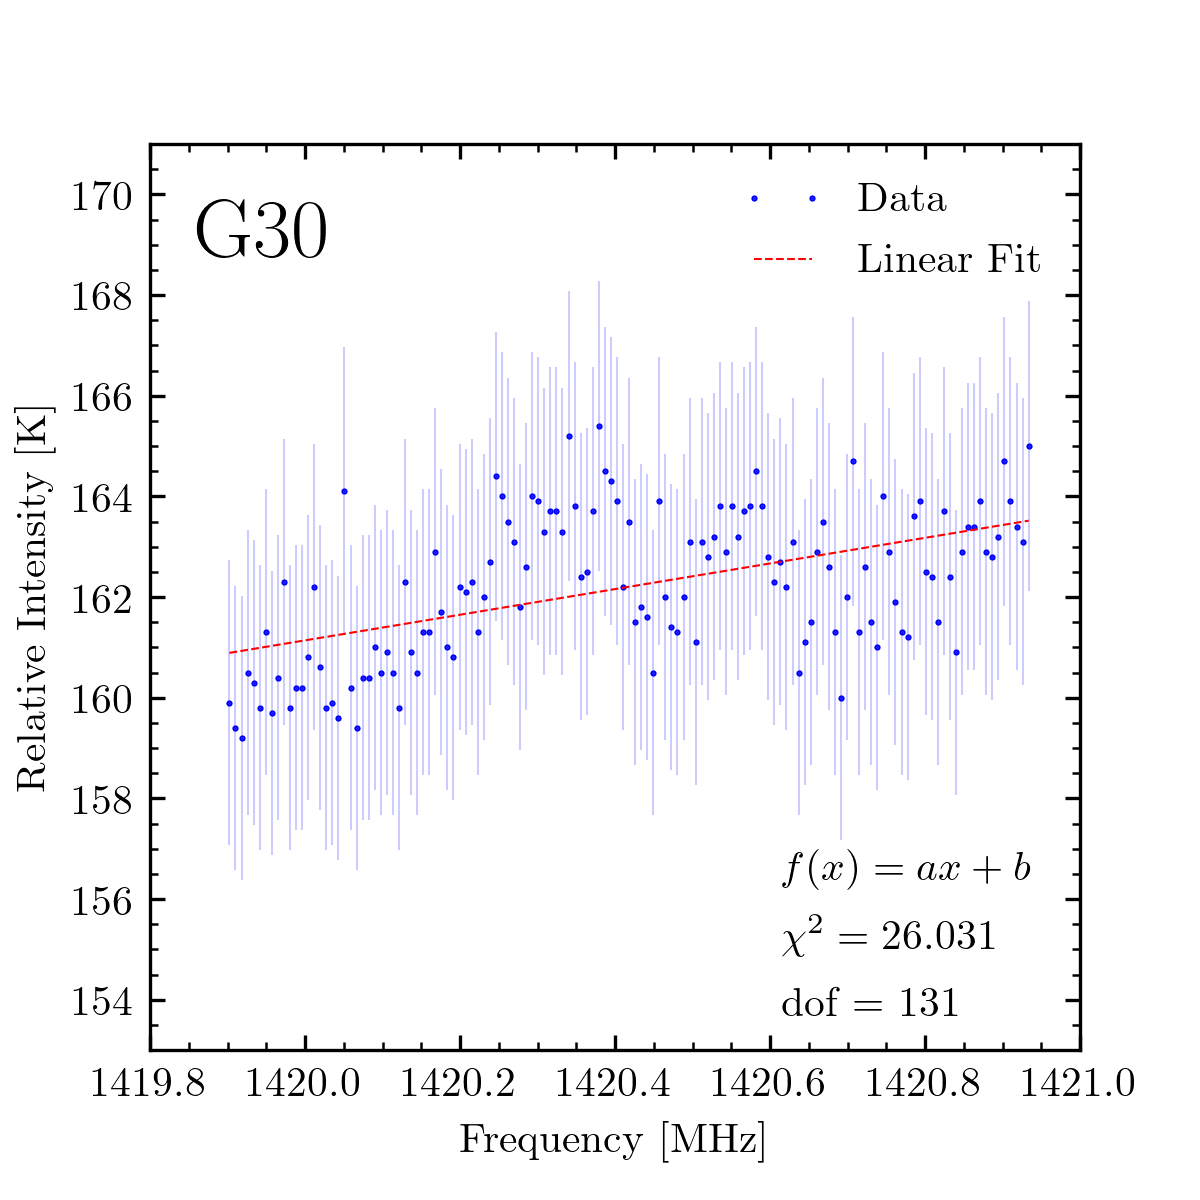 G30
Data
Linear Fit
170
168
166
164
162
160
158
156
154
Relative Intensity [K]
f(x) = ax + b
χ² = 26.031
dof = 131
1419.8 1420.0 1420.2 1420.4 1420.6 1420.8 1421.0
Frequency [MHz]